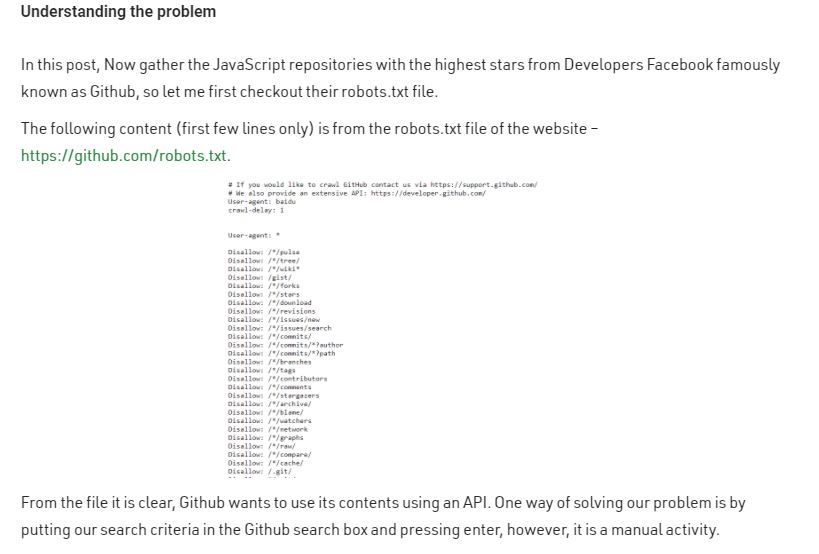 Understanding the problem
In this post, Now gather the JavaScript repositories with the highest stars from Developers Facebook famously
known as Github, so let me first checkout their robots.txt file.
The following content (first few lines only) is from the robots.txt file of the website –
https://github.com/robots.txt.
# If you would like to crawl GitHub contact us via https://support.github.com/
# We also provide an extensive API: https://developer.github.com/
User-agent: baidu
crawl-delay: 1
User-agent: *
Disallow: /*/pulse
Disallow: /*/tree/
Disallow: /*/wiki*
Disallow: /gist/
Disallow: /*/forks
Disallow: /*/stars
Disallow: /*/download
Disallow: /*/revisions
Disallow: /*/issues/new
Disallow: /*/issues/search
Disallow: /*/commits/
Disallow: /*/commits/*?author
Disallow: /*/commits/*?path
Disallow: /*/branches
Disallow: /*/tags
Disallow: /*/contributors
Disallow: /*/comments
Disallow: /*/stargazers
Disallow: /*/archive/
Disallow: /*/blame/
Disallow: /*/watchers
Disallow: /*/network
Disallow: /*/graphs
Disallow: /*/raw/
Disallow: /*/compare/
Disallow: /*/cache/
Disallow: /.git/
From the file it is clear, Github wants to use its contents using an API. One way of solving our problem is by
putting our search criteria in the Github search box and pressing enter, however, it is a manual activity.